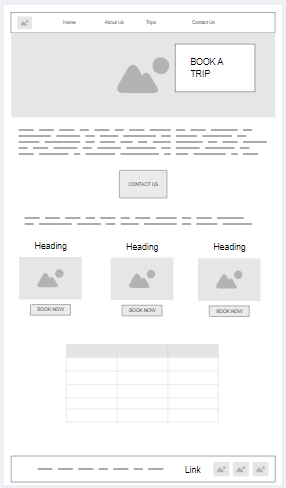 Home About Us Trips Contact Us
BOOK A
TRIP
CONTACT US
Heading Heading Heading
BOOK NOW BOOK NOW BOOK NOW
Link